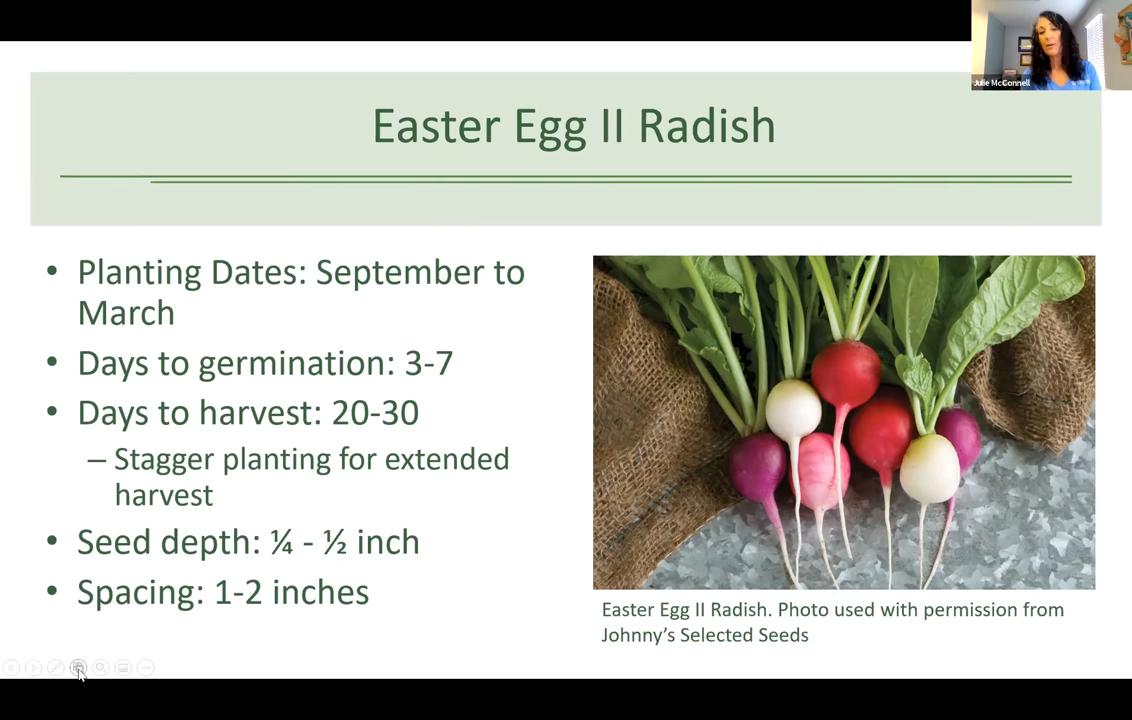 Julie McConnell
Easter Egg II Radish
• Planting Dates: September to
March
• Days to germination: 3-7
• Days to harvest: 20-30
– Stagger planting for extended
harvest
• Seed depth: ¼ - ½ inch
• Spacing: 1-2 inches
Easter Egg II Radish. Photo used with permission from
Johnny’s Selected Seeds